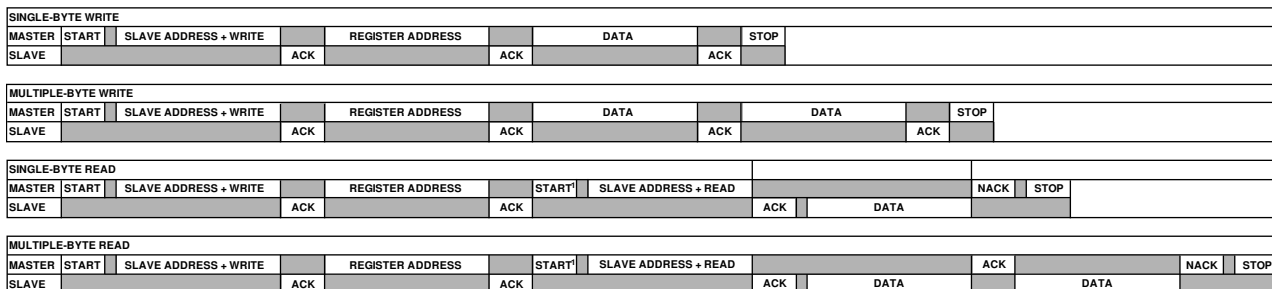 SINGLE-BYTE WRITE
MASTER START SLAVE ADDRESS + WRITE REGISTER ADDRESS DATA STOP
SLAVE ACK ACK ACK
MULTIPLE-BYTE WRITE
MASTER START SLAVE ADDRESS + WRITE REGISTER ADDRESS DATA DATA STOP
SLAVE ACK ACK ACK ACK
SINGLE-BYTE READ
MASTER START SLAVE ADDRESS + WRITE REGISTER ADDRESS START¹ SLAVE ADDRESS + READ NACK STOP
SLAVE ACK ACK ACK DATA
MULTIPLE-BYTE READ
MASTER START SLAVE ADDRESS + WRITE REGISTER ADDRESS START¹ SLAVE ADDRESS + READ ACK NACK STOP
SLAVE ACK ACK ACK DATA DATA